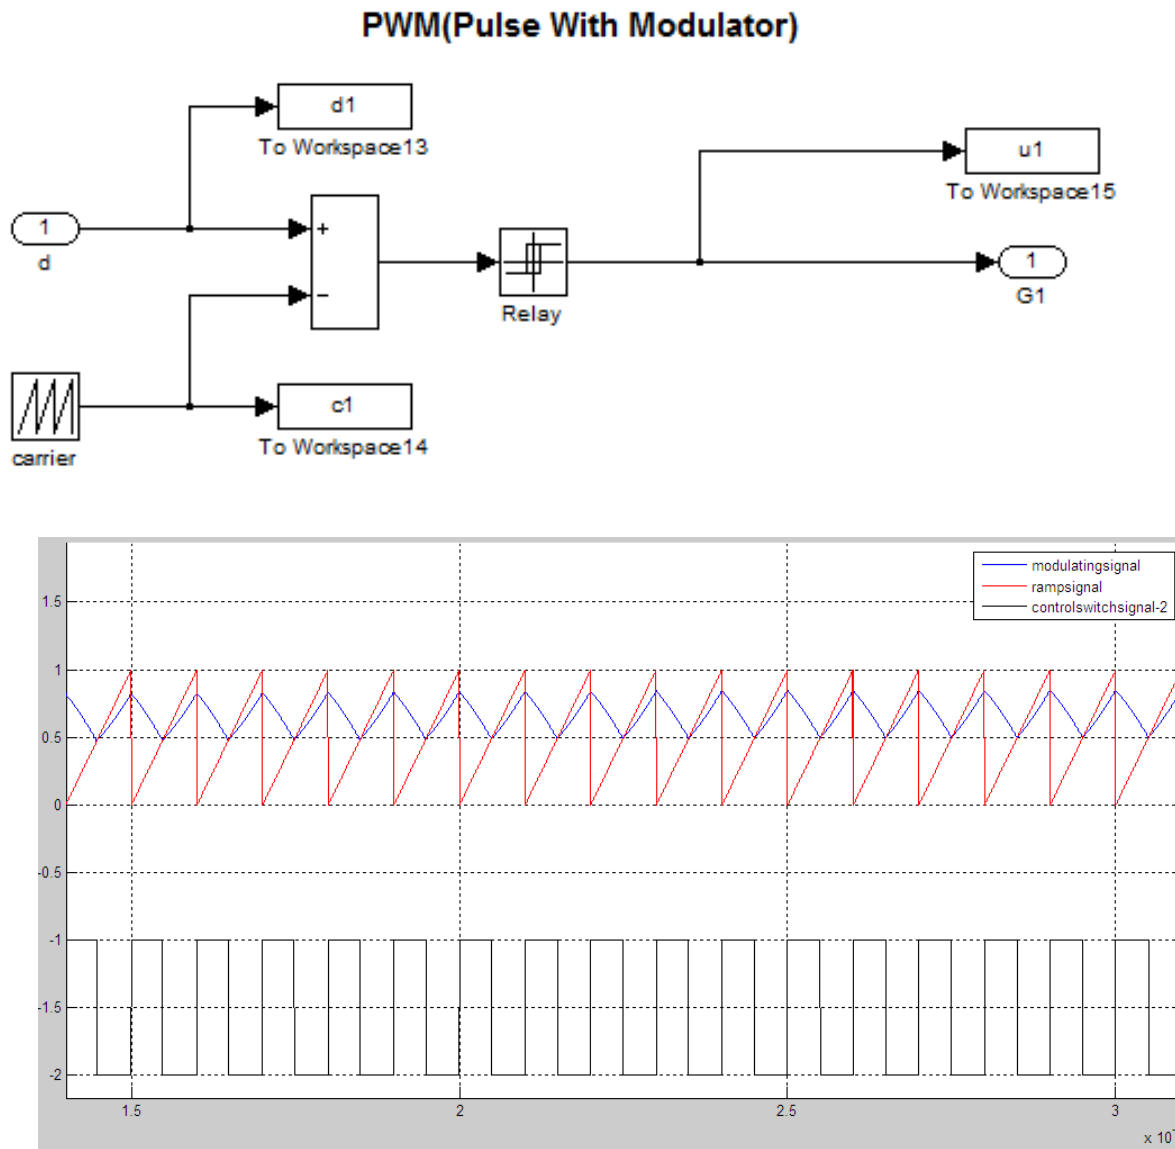 PWM(Pulse With Modulator)
d1
To Workspace13
u1
To Workspace15
1
d
+
−
Relay
1
G1
c1
To Workspace14
carrier
modulatingsignal
rampsignal
controlswitchsignal-2
1.5
1
0.5
0
-0.5
-1
-1.5
-2
1.5
2
2.5
3
x 10